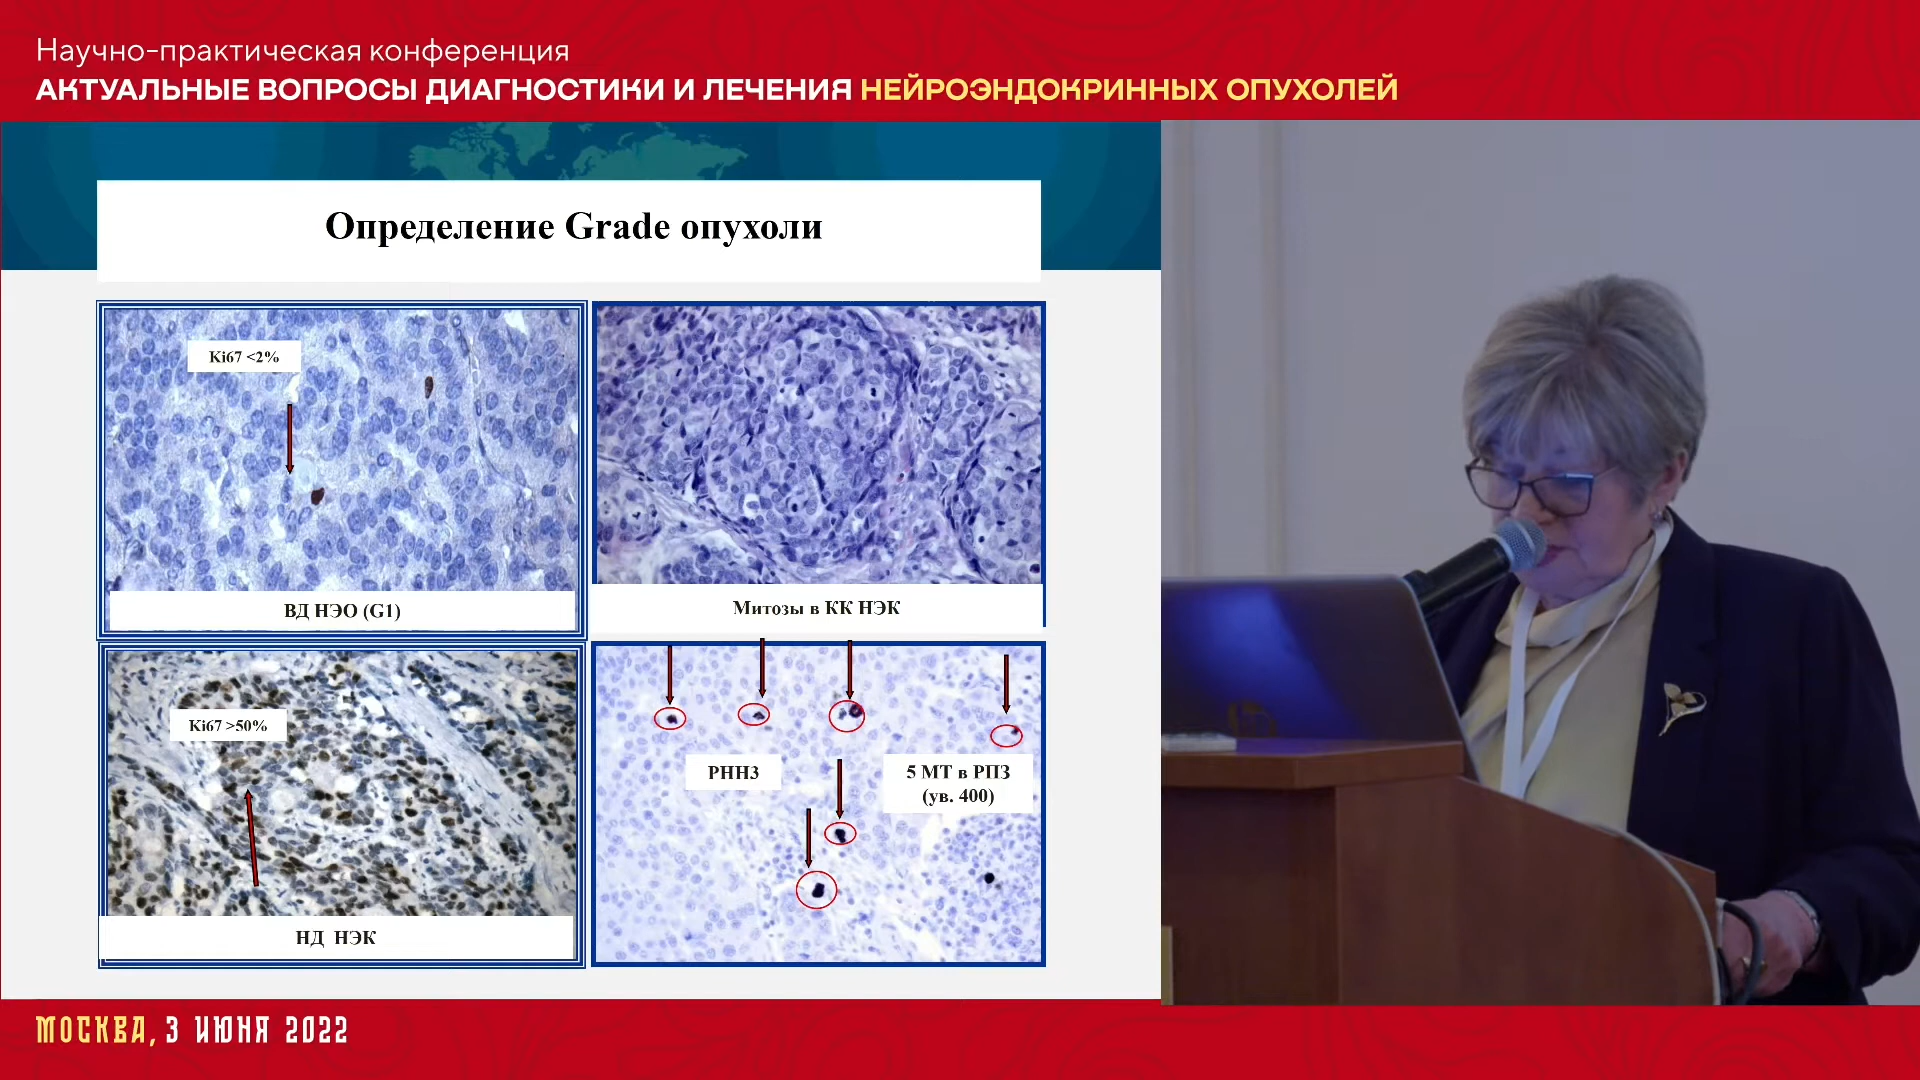 Научно-практическая конференция
АКТУАЛЬНЫЕ ВОПРОСЫ ДИАГНОСТИКИ И ЛЕЧЕНИЯ НЕЙРОЭНДОКРИННЫХ ОПУХОЛЕЙ
Определение Grade опухоли
Ki67 <2%
ВД НЭО (G1)
Митозы в КК НЭК
Ki67 >50%
НД НЭК
PHH3
5 МТ в РПЗ
(ув. 400)
МОСКВА, 3 ИЮНЯ 2022